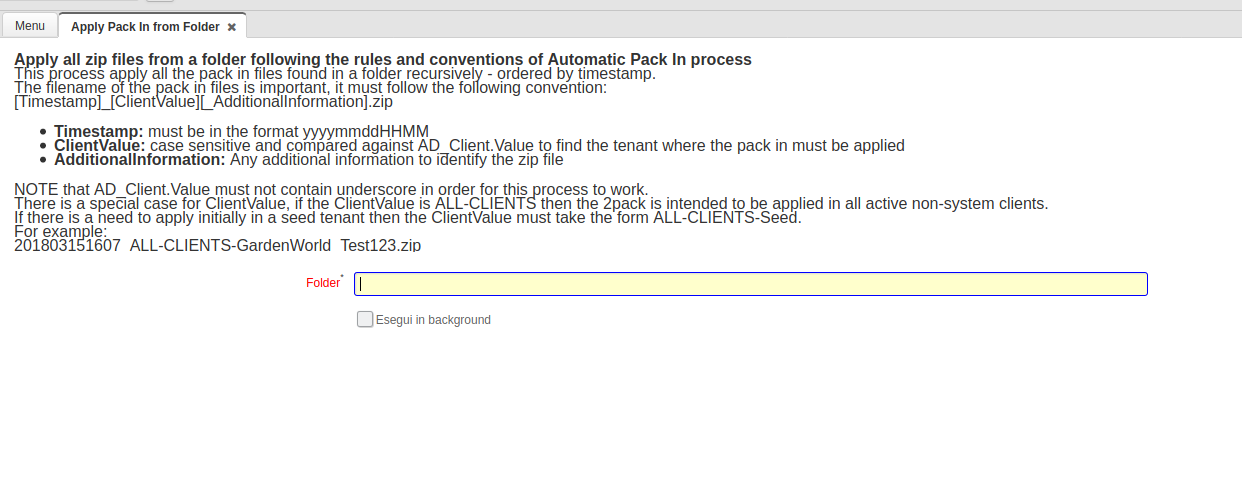 Menu
Apply Pack In from Folder
Apply all zip files from a folder following the rules and conventions of Automatic Pack In process
This process apply all the pack in files found in a folder recursively - ordered by timestamp.
The filename of the pack in files is important, it must follow the following convention:
[Timestamp]_[ClientValue][_AdditionalInformation].zip
Timestamp: must be in the format yyyymmddHHMM
ClientValue: case sensitive and compared against AD_Client.Value to find the tenant where the pack in must be applied
AdditionalInformation: Any additional information to identify the zip file
NOTE that AD_Client.Value must not contain underscore in order for this process to work.
There is a special case for ClientValue, if the ClientValue is ALL-CLIENTS then the 2pack is intended to be applied in all active non-system clients.
If there is a need to apply initially in a seed tenant then the ClientValue must take the form ALL-CLIENTS-Seed.
For example:
201803151607_ALL-CLIENTS-GardenWorld_Test123.zip
Folder*
Esegui in background